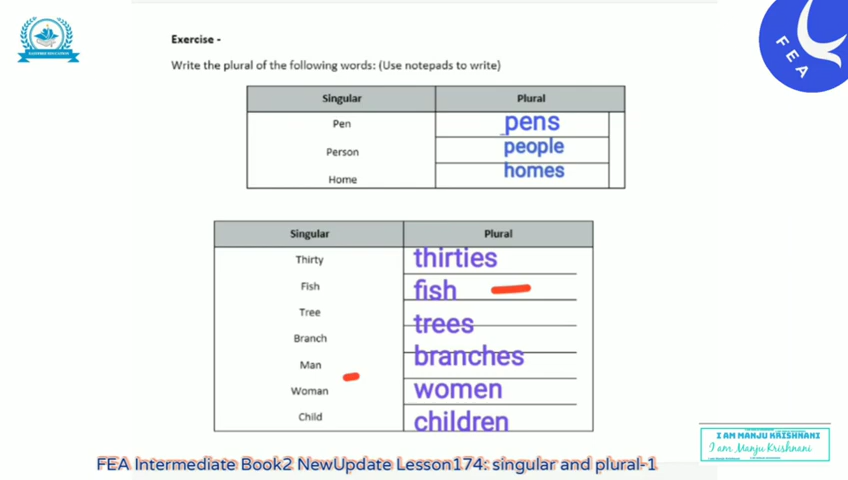 Exercise -
Write the plural of the following words: (Use notepads to write)
Singular Plural
Pen pens
Person people
Home homes
Singular Plural
Thirty thirties
Fish fish
Tree trees
Branch branches
Man
Woman women
Child children
FEA
I AM MANJU KRISHNANI
I am Manju Krishnani
FEA Intermediate Book2 NewUpdate Lesson174: singular and plural-1